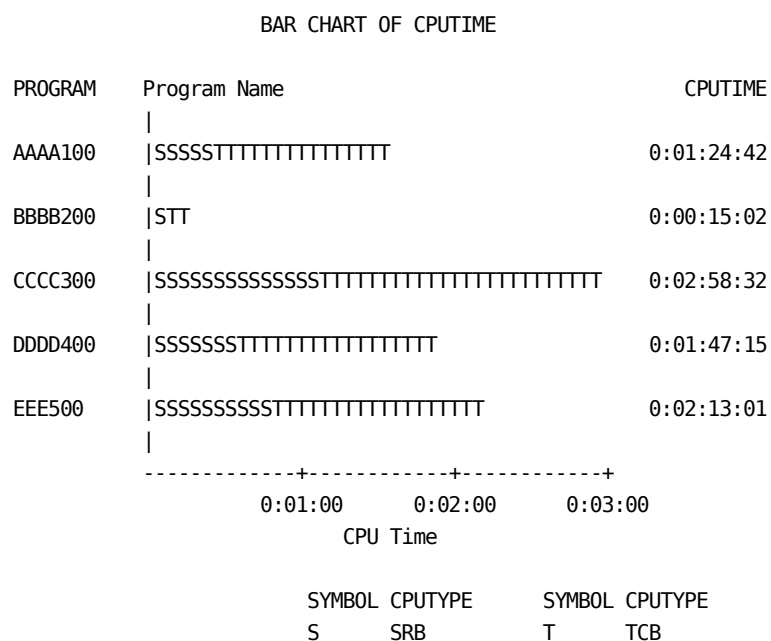 BAR CHART OF CPUTIME
PROGRAM Program Name CPUTIME
|
AAAA100 |SSSSSTTTTTTTTTTTTTTT 0:01:24:42
|
BBBB200 |STT 0:00:15:02
|
CCCC300 |SSSSSSSSSSSSSSTTTTTTTTTTTTTTTTTTTTTTTT 0:02:58:32
|
DDDD400 |SSSSSSSTTTTTTTTTTTTTTTTT 0:01:47:15
|
EEE500 |SSSSSSSSSSTTTTTTTTTTTTTTTTTT 0:02:13:01
|
-------------+------------+------------+
0:01:00 0:02:00 0:03:00
CPU Time
SYMBOL CPUTYPE SYMBOL CPUTYPE
S SRB T TCB